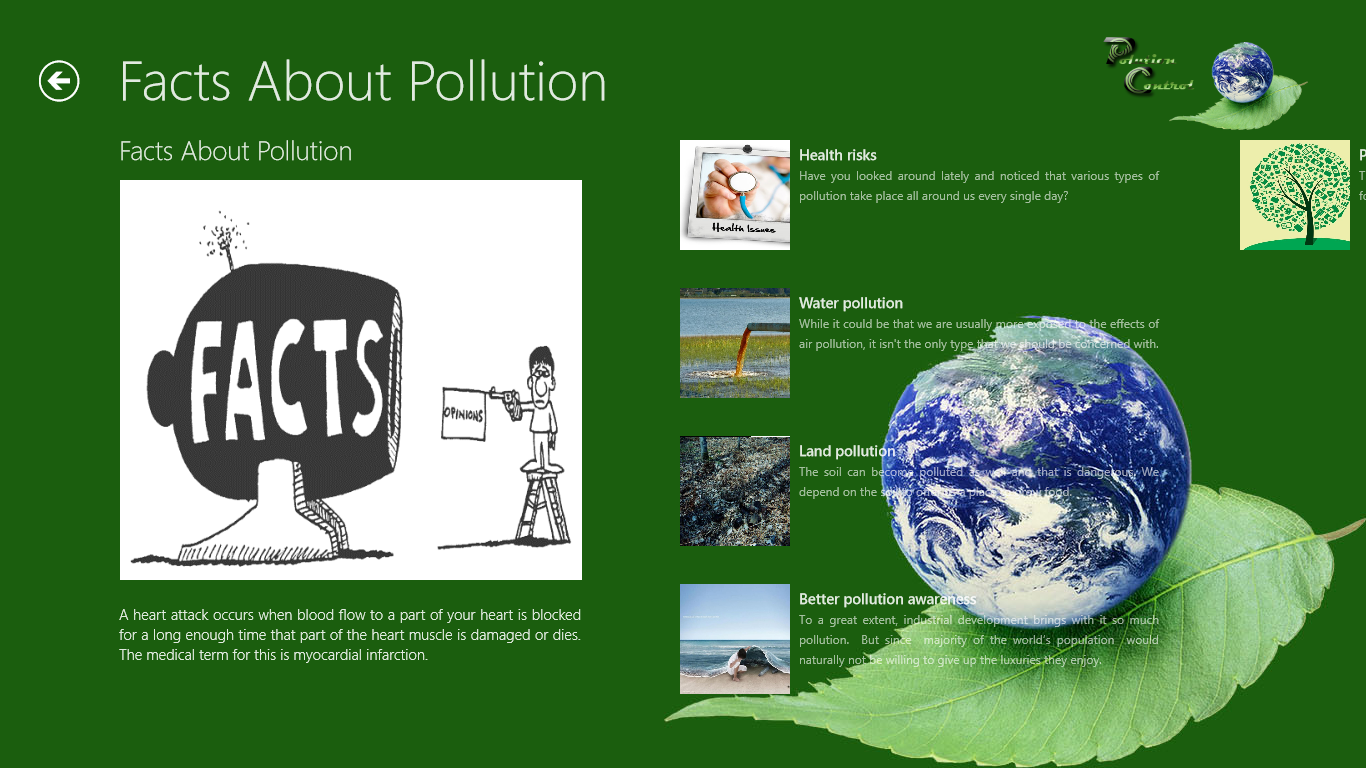 Facts About Pollution
Pollution
Control
Facts About Pollution
FACTS
OPINIONS
A heart attack occurs when blood flow to a part of your heart is blocked
for a long enough time that part of the heart muscle is damaged or dies.
The medical term for this is myocardial infarction.
Health Issues
Health risks
Have you looked around lately and noticed that various types of
pollution take place all around us every single day?
Water pollution
While it could be that we are usually more exposed to the effects of
air pollution, it isn't the only type that we should be concerned with.
Land pollution
The soil can become polluted as well and that is dangerous. We
depend on the soil to offer us a place to grow food.
Better pollution awareness
To a great extent, industrial development brings with it so much
pollution. But since majority of the world's population would
naturally not be willing to give up the luxuries they enjoy.
P
T
fo